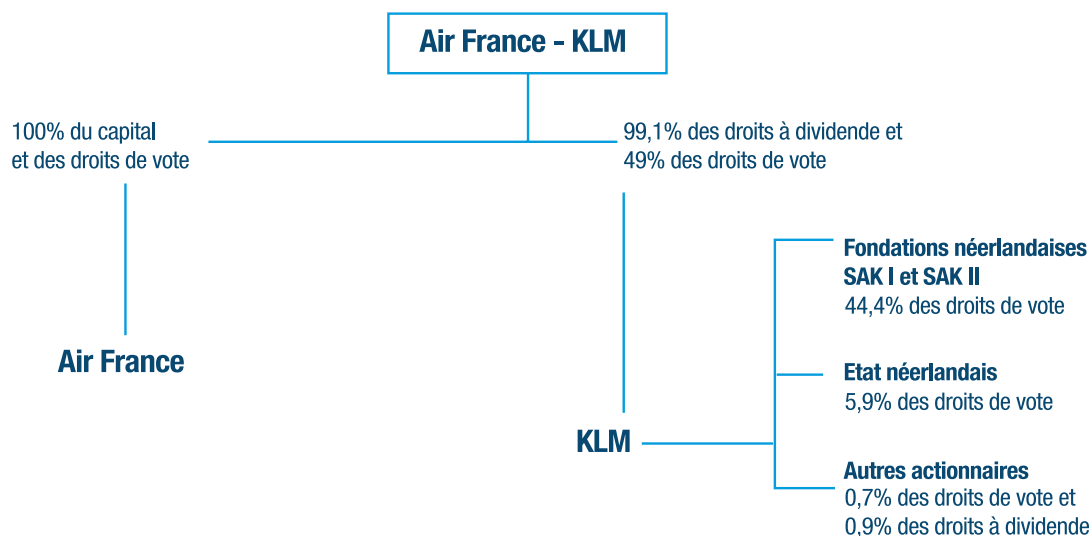 Air France - KLM
100% du capital
et des droits de vote
99,1% des droits à dividende et
49% des droits de vote
Air France
KLM
Fondations néerlandaises
SAK I et SAK II
44,4% des droits de vote
Etat néerlandais
5,9% des droits de vote
Autres actionnaires
0,7% des droits de vote et
0,9% des droits à dividende